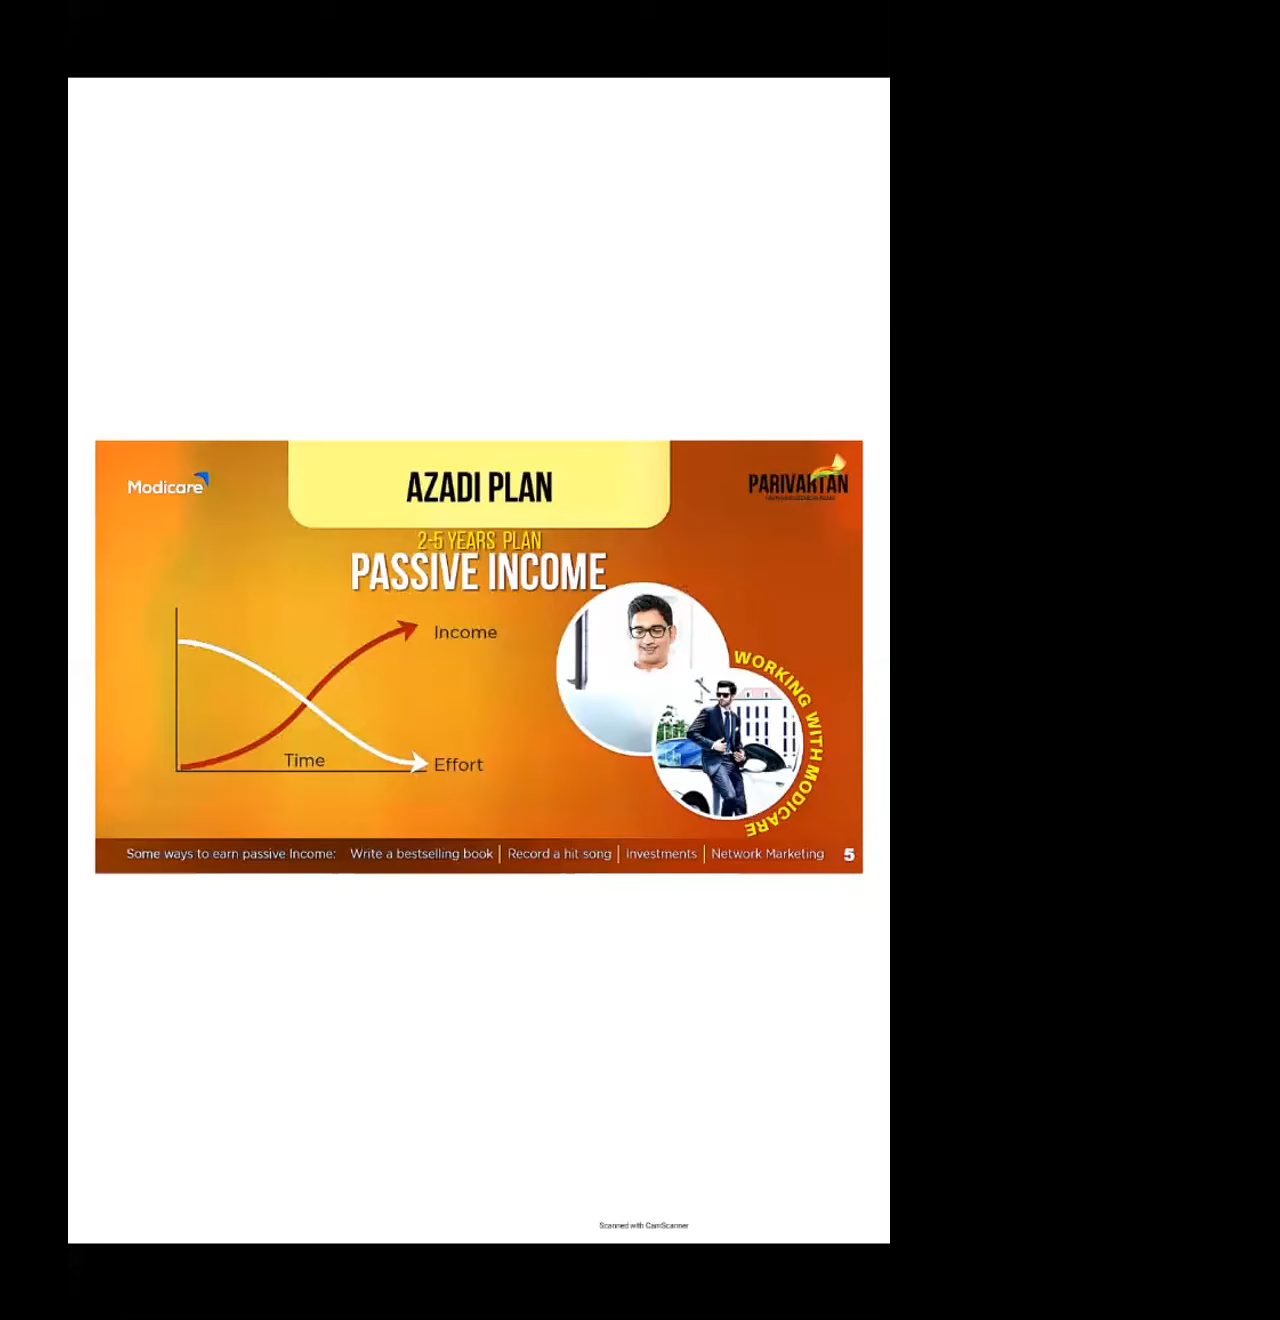 Modicare
AZADI PLAN
PARIVARTAN
2-5 YEARS PLAN
PASSIVE INCOME
Income
Time
Effort
WORKING WITH MODICARE
Some ways to earn passive Income: Write a bestselling book | Record a hit song | Investments | Network Marketing 5
Scanned with CamScanner